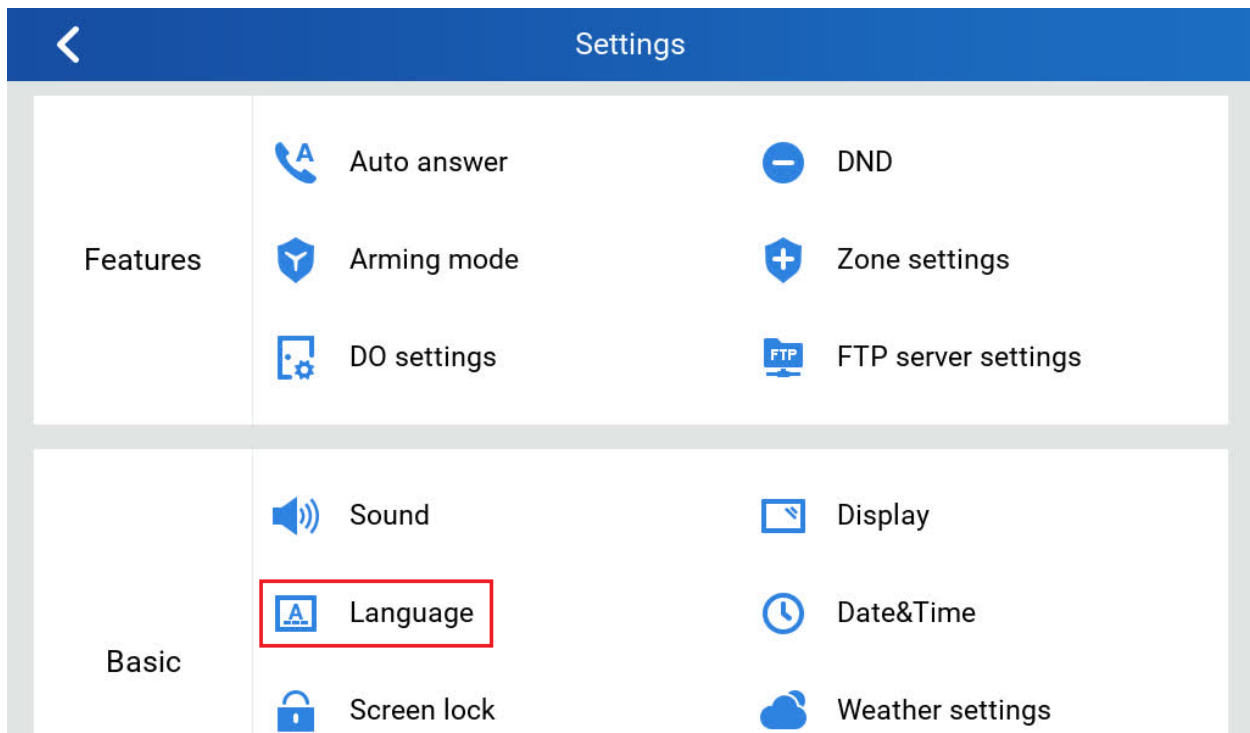 Settings
Features
A
Auto answer
DND
Arming mode
Zone settings
DO settings
FTP
FTP server settings
Basic
Sound
Display
A
Language
Date&Time
Screen lock
Weather settings